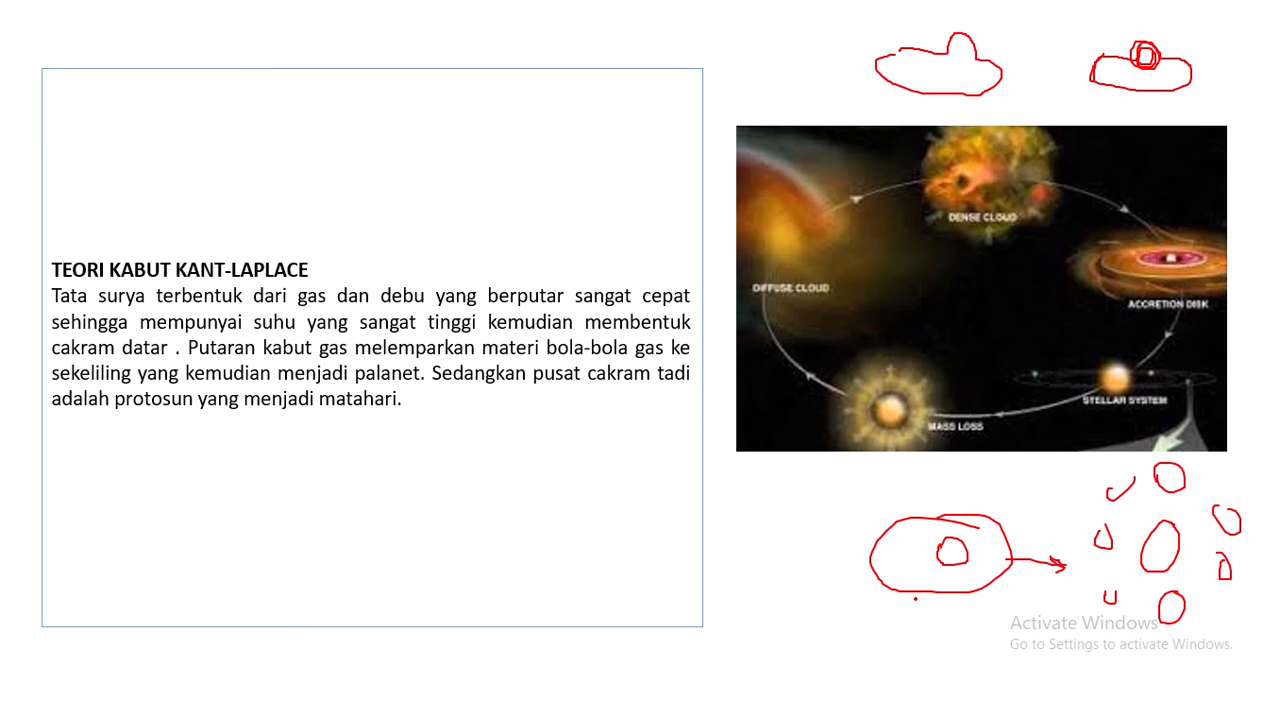 TEORI KABUT KANT-LAPLACE
Tata surya terbentuk dari gas dan debu yang berputar sangat cepat
sehingga mempunyai suhu yang sangat tinggi kemudian membentuk
cakram datar . Putaran kabut gas melemparkan materi bola-bola gas ke
sekeliling yang kemudian menjadi palanet. Sedangkan pusat cakram tadi
adalah protosun yang menjadi matahari.
DENSE CLOUD
DIFFUSE CLOUD
ACCRETION DISK
STELLAR SYSTEM
MASS LOSS
Activate Windows
Go to Settings to activate Windows.